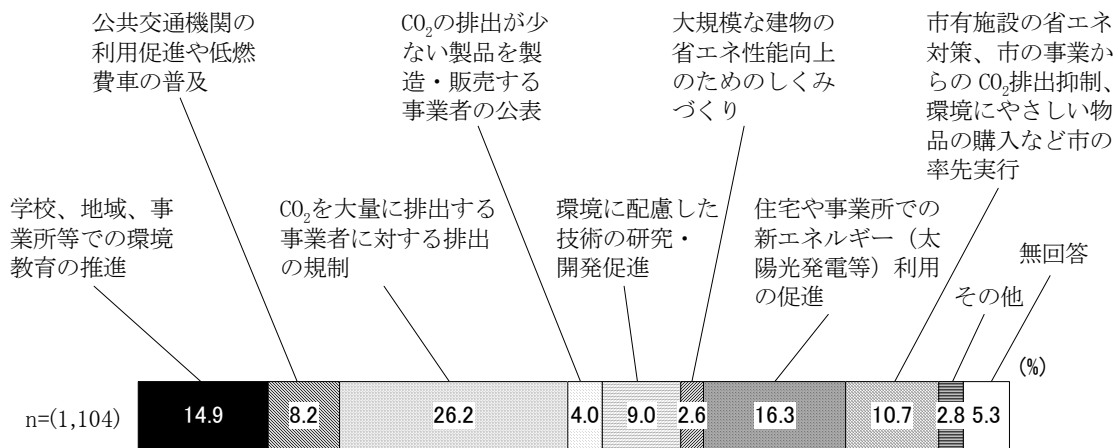 公共交通機関の
利用促進や低燃
費車の普及
CO₂の排出が少
ない製品を製
造・販売する
事業者の公表
大規模な建物の
省エネ性能向上
のためのしくみ
づくり
市有施設の省エネ
対策、市の事業か
らのCO₂排出抑制、
環境にやさしい物
品の購入など市の
率先実行
学校、地域、事
業所等での環境
教育の推進
CO₂を大量に排出する
事業者に対する排出
の規制
環境に配慮した
技術の研究・
開発促進
住宅や事業所での
新エネルギー（太
陽光発電等）利用
の促進
その他
無回答
(%)
n=(1,104)
14.9
8.2
26.2
4.0
9.0
2.6
16.3
10.7
2.8
5.3